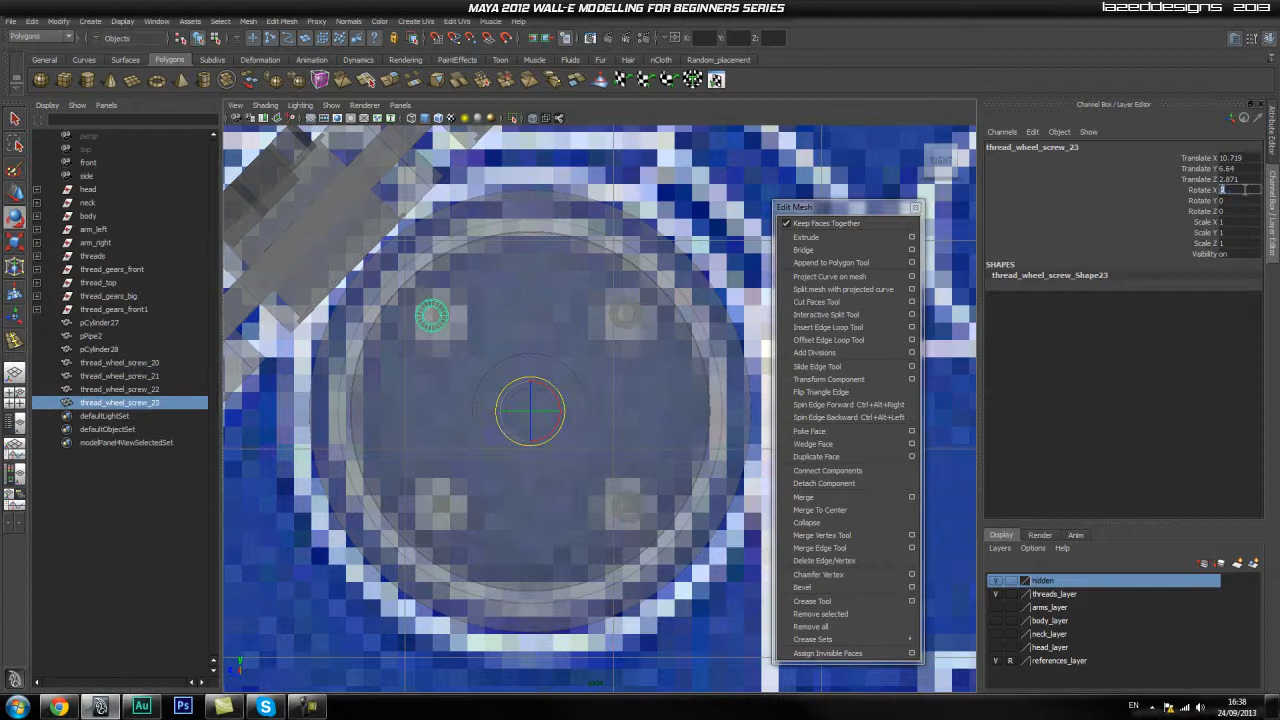 MAYA 2012 WALL-E MODELLING FOR BEGINNERS SERIES
LAZEDDESIGNS 2013
File Edit Modify Create Display Window Assets Select Mesh Edit Mesh Proxy Normals Color Create UVs Edit UVs Muscle Help
Polygons
Objects
X: Y: Z:
General Curves Surfaces Polygons Subdivs Deformation Animation Dynamics Rendering PaintEffects Toon Muscle Fluids Fur Hair nCloth Random_placement
Display Show Panels
persp
top
front
side
head
neck
body
arm_left
arm_right
threads
thread_gears_front
thread_top
thread_gears_big
thread_gears_front1
pCylinder27
pPipe2
pCylinder28
thread_wheel_screw_20
thread_wheel_screw_21
thread_wheel_screw_22
thread_wheel_screw_23
defaultLightSet
defaultObjectSet
modelPanel4ViewSelectedSet
View Shading Lighting Show Renderer Panels
RIGHT
y
z
side
Edit Mesh
Keep Faces Together
Extrude
Bridge
Append to Polygon Tool
Project Curve on mesh
Split mesh with projected curve
Cut Faces Tool
Interactive Split Tool
Insert Edge Loop Tool
Offset Edge Loop Tool
Add Divisions
Slide Edge Tool
Transform Component
Flip Triangle Edge
Spin Edge Forward Ctrl+Alt+Right
Spin Edge Backward Ctrl+Alt+Left
Poke Face
Wedge Face
Duplicate Face
Connect Components
Detach Component
Merge
Merge To Center
Collapse
Merge Vertex Tool
Merge Edge Tool
Delete Edge/Vertex
Chamfer Vertex
Bevel
Crease Tool
Remove selected
Remove all
Crease Sets
Assign Invisible Faces
Channel Box / Layer Editor
Channels Edit Object Show
thread_wheel_screw_23
Translate X 10.719
Translate Y 6.64
Translate Z 2.871
Rotate X
Rotate Y 0
Rotate Z 0
Scale X 1
Scale Y 1
Scale Z 1
Visibility on
SHAPES
thread_wheel_screw_Shape23
Attribute Editor
Channel Box / Layer Editor
Display Render Anim
Layers Options Help
V hidden
V threads_layer
arms_layer
body_layer
neck_layer
head_layer
V R references_layer
EN
16:38
24/09/2013